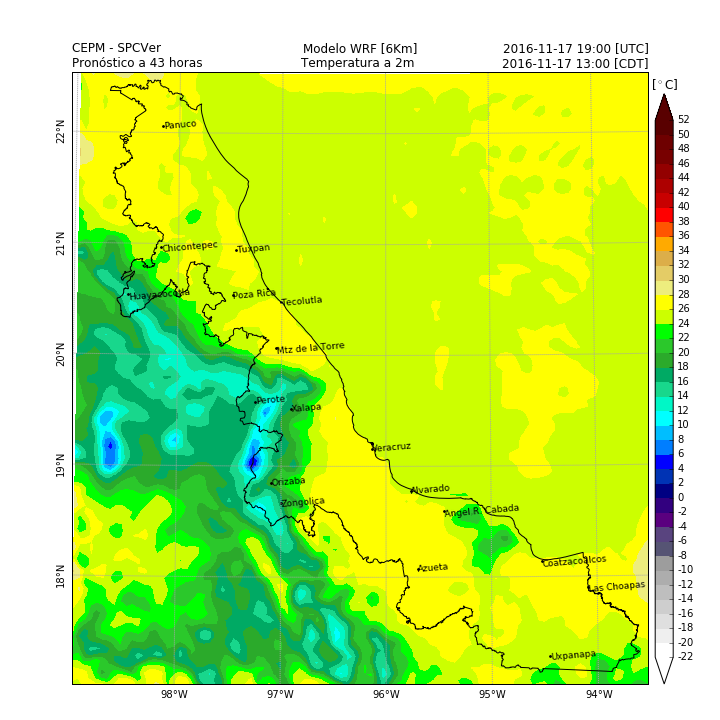 CEPM - SPCVer Modelo WRF [6Km] 2016-11-17 19:00 [UTC]
Pronóstico a 43 horas Temperatura a 2m 2016-11-17 13:00 [CDT]
[°C]
52
50
48
46
44
42
40
38
36
34
32
30
28
26
24
22
20
18
16
14
12
10
8
6
4
2
0
-2
-4
-6
-8
-10
-12
-14
-16
-18
-20
-22
22°N
21°N
20°N
19°N
18°N
Panuco
Chicontepec
Tuxpan
Huayacocotla
Poza Rica
Tecolutla
Mtz de la Torre
Perote
Xalapa
Veracruz
Orizaba
Alvarado
Zongolica
Angel R. Cabada
Azueta
Coatzacoalcos
Las Choapas
Uxpanapa
98°W 97°W 96°W 95°W 94°W